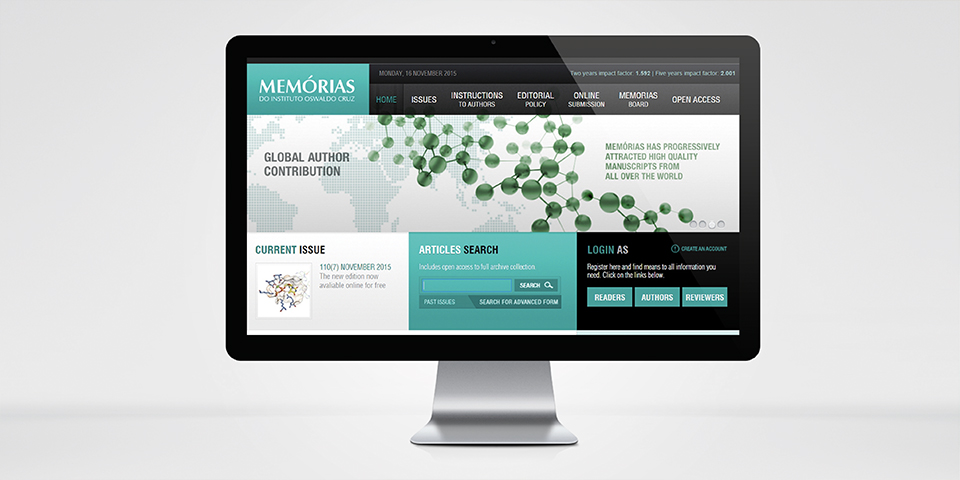 MEMÓRIAS
DO INSTITUTO OSWALDO CRUZ
MONDAY, 16 NOVEMBER 2015
Two years impact factor: 1.592 | Five years impact factor: 2.001
HOME
ISSUES
INSTRUCTIONS
TO AUTHORS
EDITORIAL
POLICY
ONLINE
SUBMISSION
MEMORIAS
BOARD
OPEN ACCESS
GLOBAL AUTHOR
CONTRIBUTION
MEMÓRIAS HAS PROGRESSIVELY
ATTRACTED HIGH QUALITY
MANUSCRIPTS FROM
ALL OVER THE WORLD
CURRENT ISSUE
110(7) NOVEMBER 2015
The new edition now
avaliable online for free
ARTICLES SEARCH
Includes open access to full archive collection.
SEARCH
PAST ISSUES
SEARCH FOR ADVANCED FORM
LOGIN AS
CREATE AN ACCOUNT
Register here and find means to all information you
need. Click on the links below.
READERS
AUTHORS
REVIEWERS